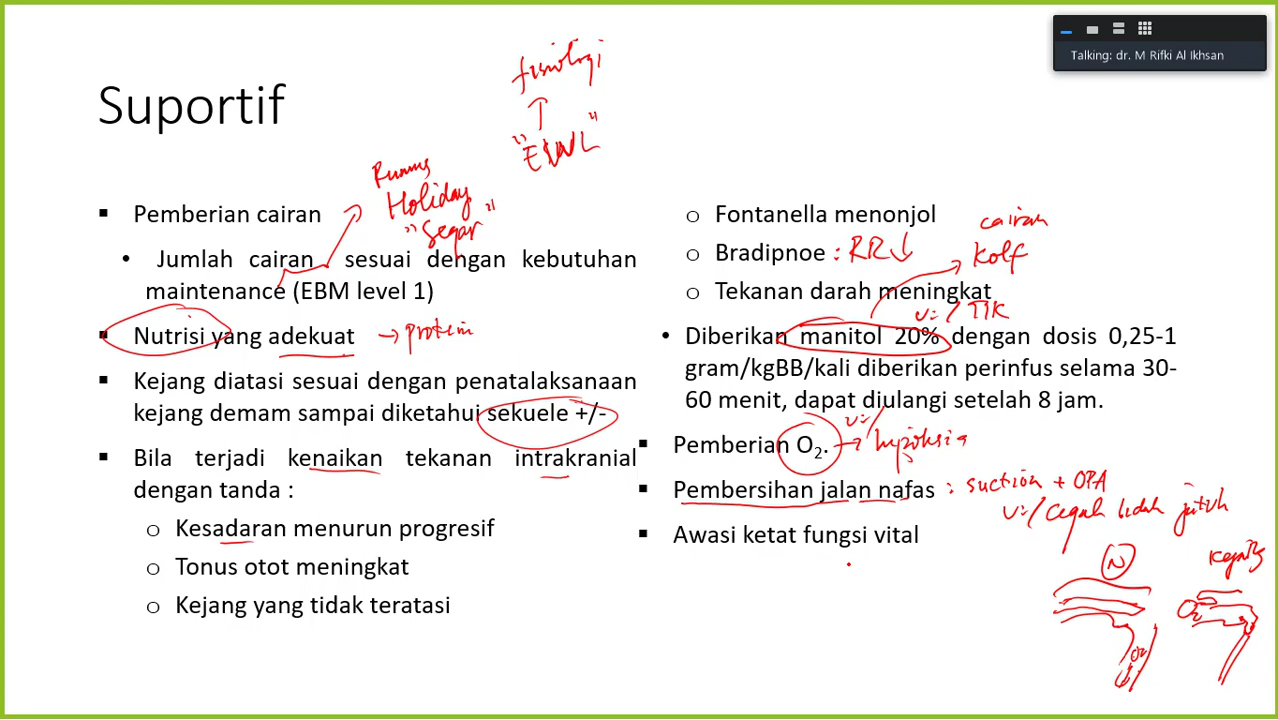 Talking: dr. M Rifki Al Ikhsan
Suportif
fisiologi
"EWL"
Rumus
Holiday
"Segar"
▪ Pemberian cairan
• Jumlah cairan sesuai dengan kebutuhan
maintenance (EBM level 1)
▪ Nutrisi yang adekuat → protein
▪ Kejang diatasi sesuai dengan penatalaksanaan
kejang demam sampai diketahui sekuele +/-
▪ Bila terjadi kenaikan tekanan intrakranial
dengan tanda :
o Kesadaran menurun progresif
o Tonus otot meningkat
o Kejang yang tidak teratasi
o Fontanella menonjol
o Bradipnoe : RR↓
cairan
Kolf
o Tekanan darah meningkat
u=/ TIK
• Diberikan manitol 20% dengan dosis 0,25-1
gram/kgBB/kali diberikan perinfus selama 30-
60 menit, dapat diulangi setelah 8 jam.
u=/
▪ Pemberian O₂. → hipoksia
▪ Pembersihan jalan nafas : suction + OPA
u=/ cegah lidah jatuh
▪ Awasi ketat fungsi vital
N
O₂
O₂